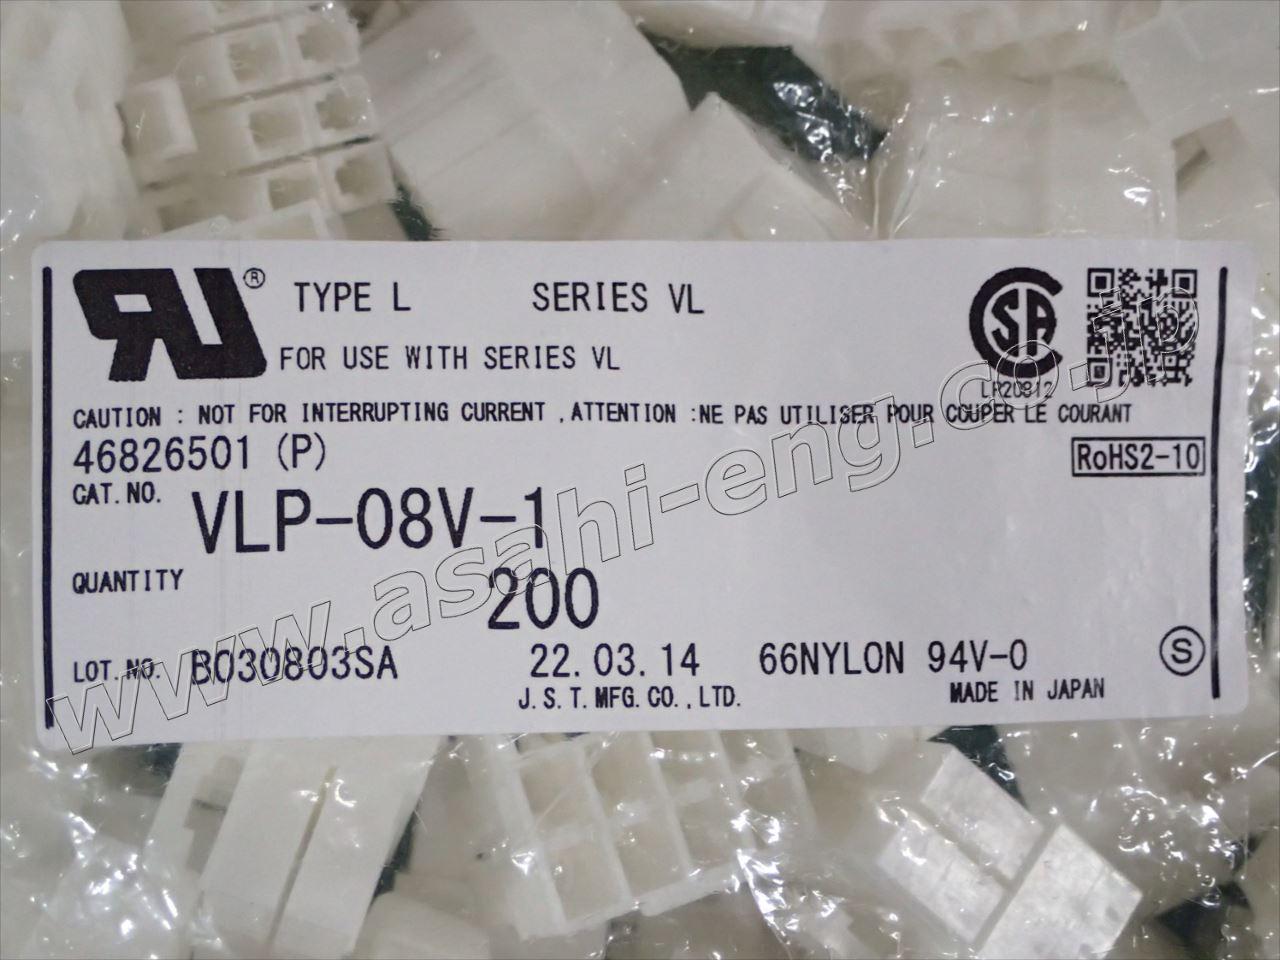 RU® TYPE L SERIES VL
FOR USE WITH SERIES VL
CSA
LR20812
CAUTION : NOT FOR INTERRUPTING CURRENT , ATTENTION :NE PAS UTILISER POUR COUPER LE COURANT
46826501 (P)
RoHS2-10
CAT. NO. VLP-08V-1
QUANTITY 200
LOT. NO. B030803SA 22. 03. 14 66NYLON 94V-0 S
J. S. T. MFG. CO. , LTD. MADE IN JAPAN
www.asahi-eng.co.jp